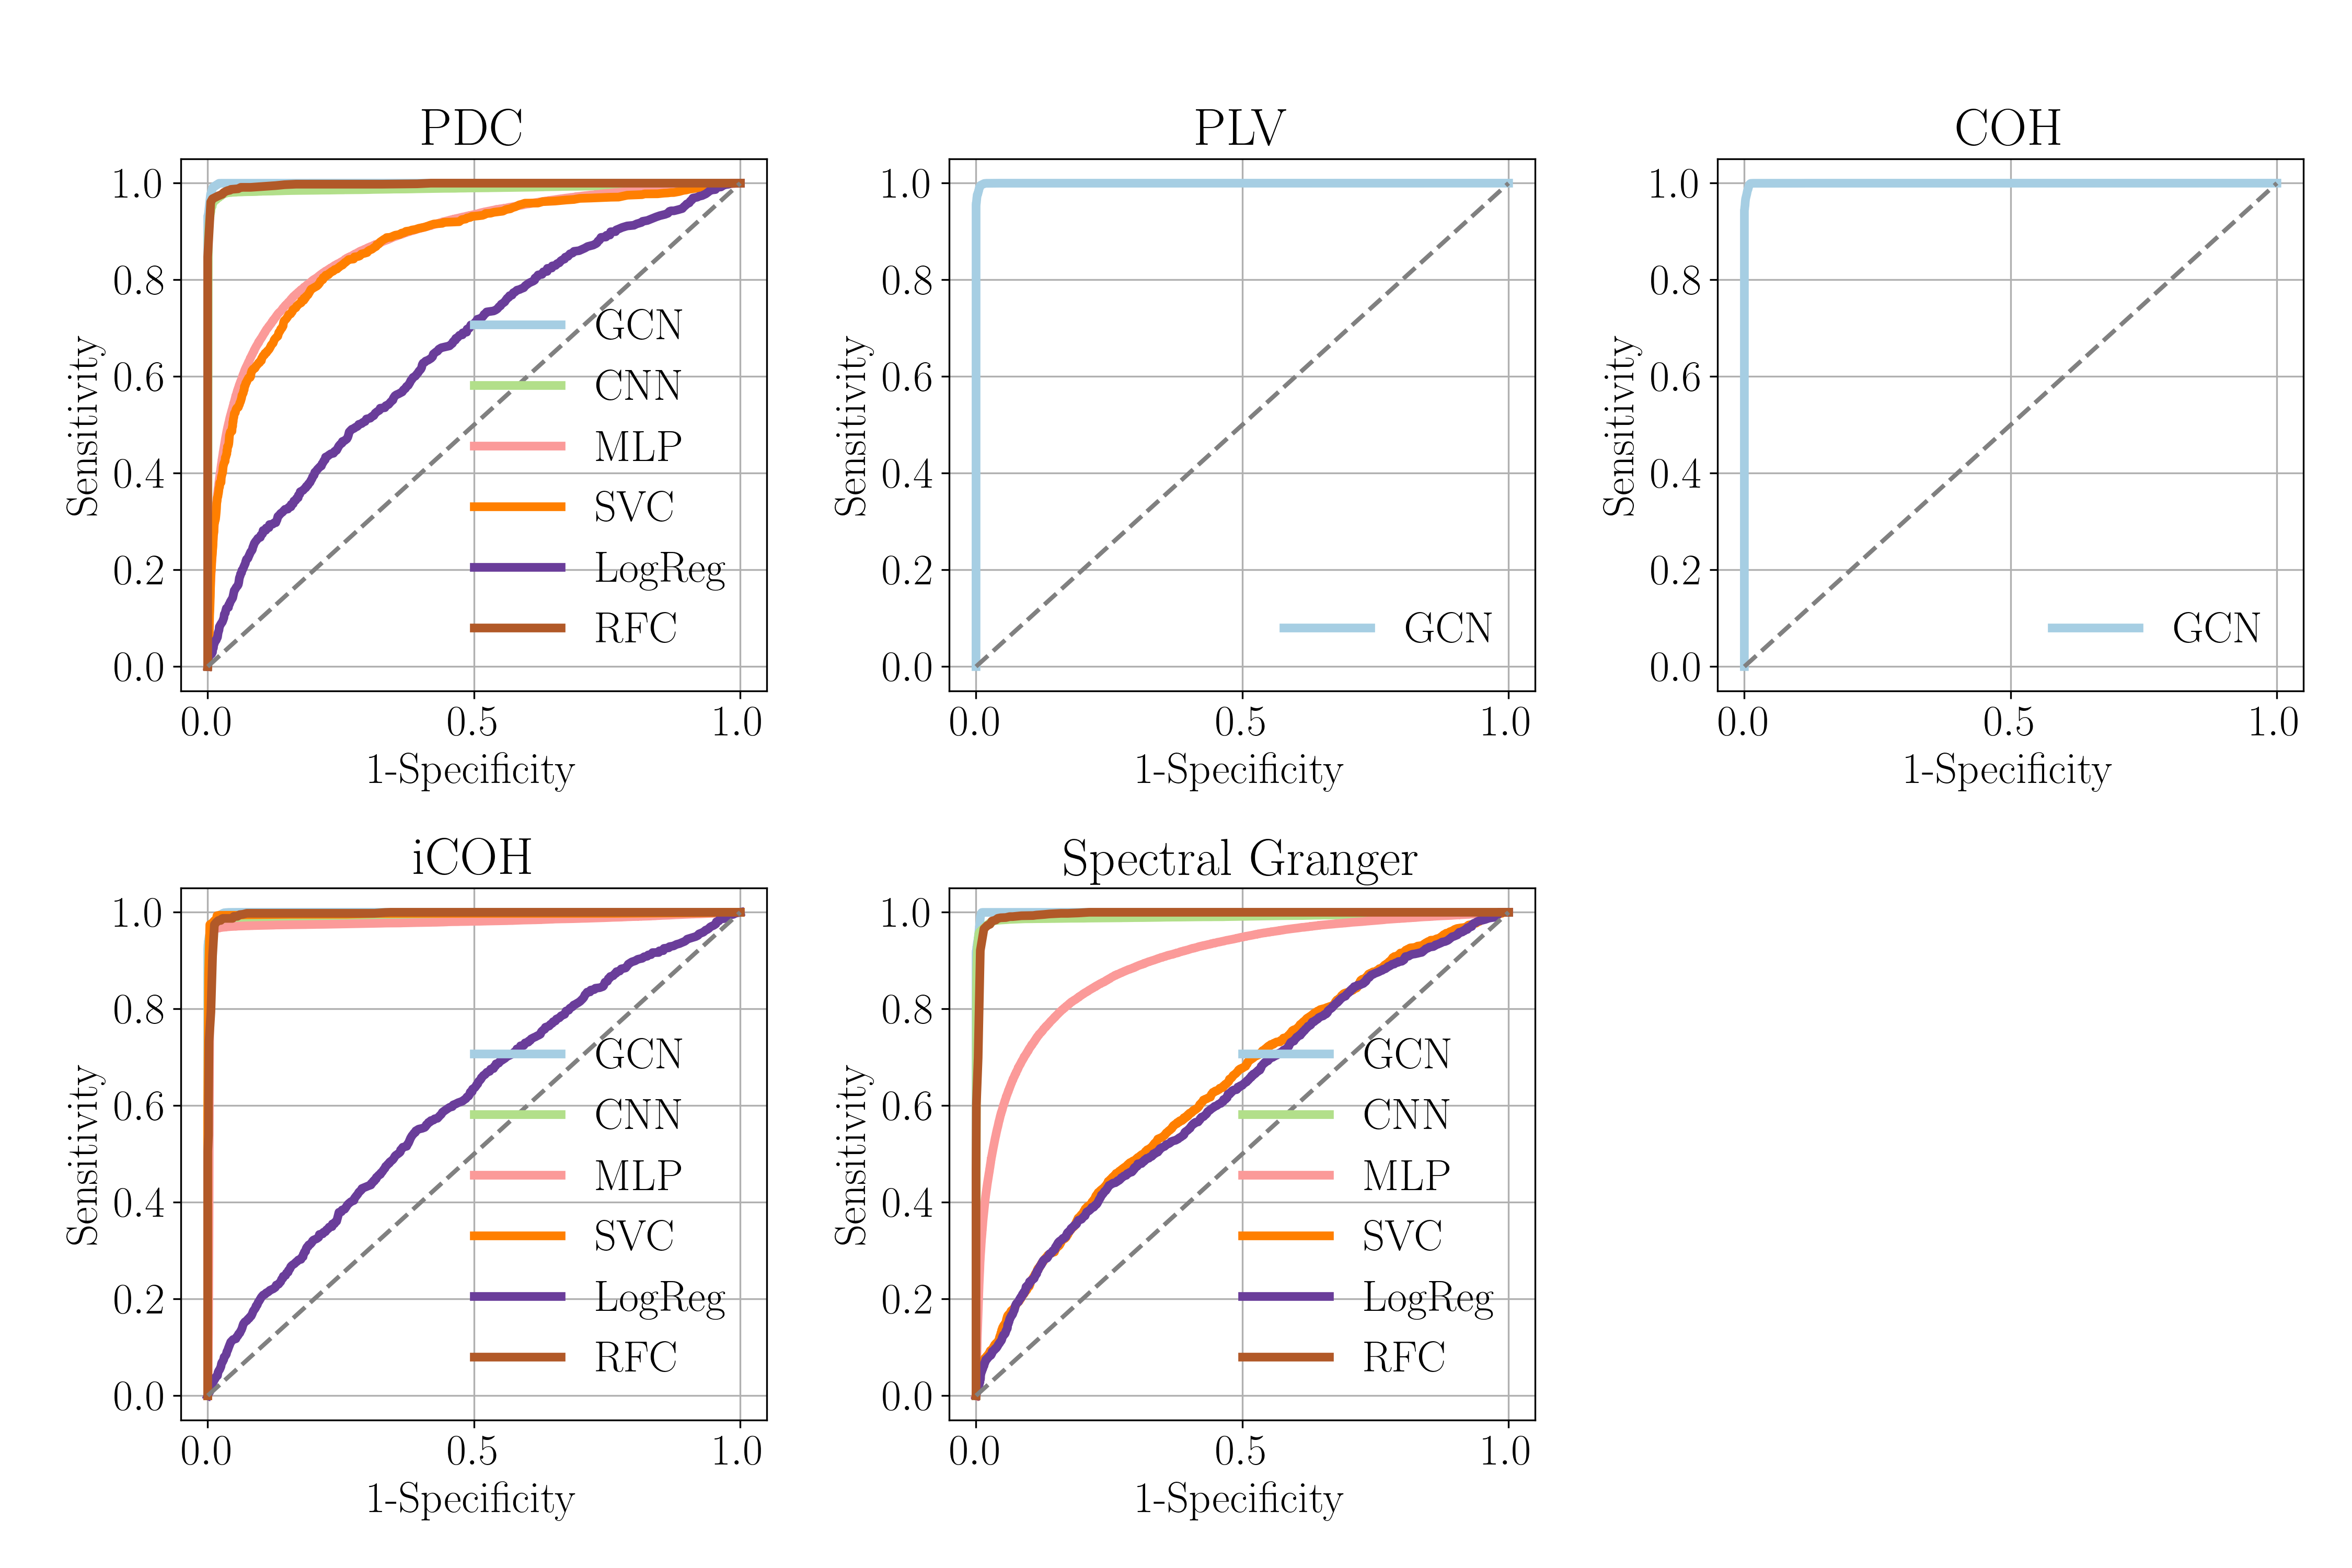 PDC
1.0
0.8
0.6
0.4
0.2
0.0
Sensitivity
GCN
CNN
MLP
SVC
LogReg
RFC
0.0 0.5 1.0
1-Specificity
PLV
1.0
0.8
0.6
0.4
0.2
0.0
Sensitivity
GCN
0.0 0.5 1.0
1-Specificity
COH
1.0
0.8
0.6
0.4
0.2
0.0
Sensitivity
GCN
0.0 0.5 1.0
1-Specificity
iCOH
1.0
0.8
0.6
0.4
0.2
0.0
Sensitivity
GCN
CNN
MLP
SVC
LogReg
RFC
0.0 0.5 1.0
1-Specificity
Spectral Granger
1.0
0.8
0.6
0.4
0.2
0.0
Sensitivity
GCN
CNN
MLP
SVC
LogReg
RFC
0.0 0.5 1.0
1-Specificity